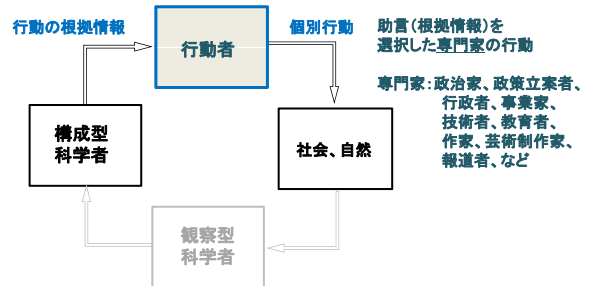 行動の根拠情報
行動者
個別行動
助言（根拠情報）を
選択した専門家の行動
専門家：政治家、政策立案者、
行政者、事業家、
技術者、教育者、
作家、芸術制作家、
報道者、など
構成型
科学者
社会、自然
観察型
科学者